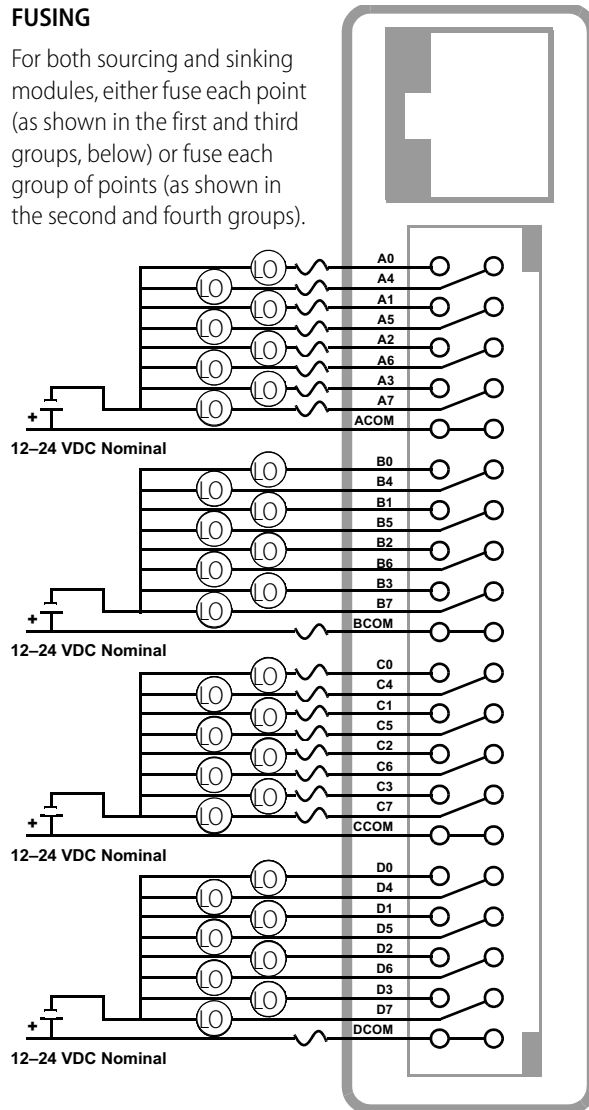 FUSING
For both sourcing and sinking
modules, either fuse each point
(as shown in the first and third
groups, below) or fuse each
group of points (as shown in
the second and fourth groups).
LO A0
LO A4
LO A1
LO A5
LO A2
LO A6
LO A3
LO A7
+ ACOM
12–24 VDC Nominal
LO B0
LO B4
LO B1
LO B5
LO B2
LO B6
LO B3
LO B7
+ BCOM
12–24 VDC Nominal
LO C0
LO C4
LO C1
LO C5
LO C2
LO C6
LO C3
LO C7
+ CCOM
12–24 VDC Nominal
LO D0
LO D4
LO D1
LO D5
LO D2
LO D6
LO D3
LO D7
+ DCOM
12–24 VDC Nominal